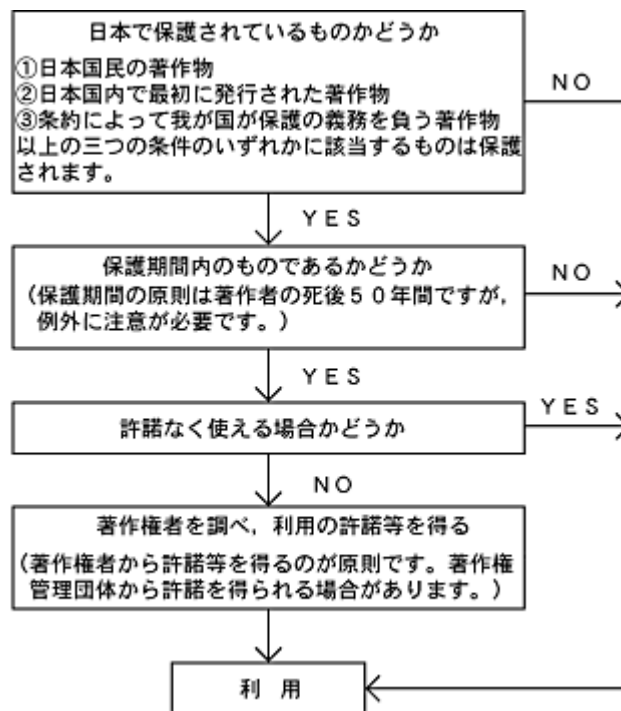 日本で保護されているものかどうか
①日本国民の著作物
②日本国内で最初に発行された著作物
③条約によって我が国が保護の義務を負う著作物
以上の三つの条件のいずれかに該当するものは保護
されます。
ＮＯ
ＹＥＳ
保護期間内のものであるかどうか
（保護期間の原則は著作者の死後５０年間ですが，
例外に注意が必要です。）
ＮＯ
ＹＥＳ
許諾なく使える場合かどうか
ＹＥＳ
ＮＯ
著作権者を調べ，利用の許諾等を得る
（著作権者から許諾等を得るのが原則です。著作権
管理団体から許諾を得られる場合があります。）
利　用